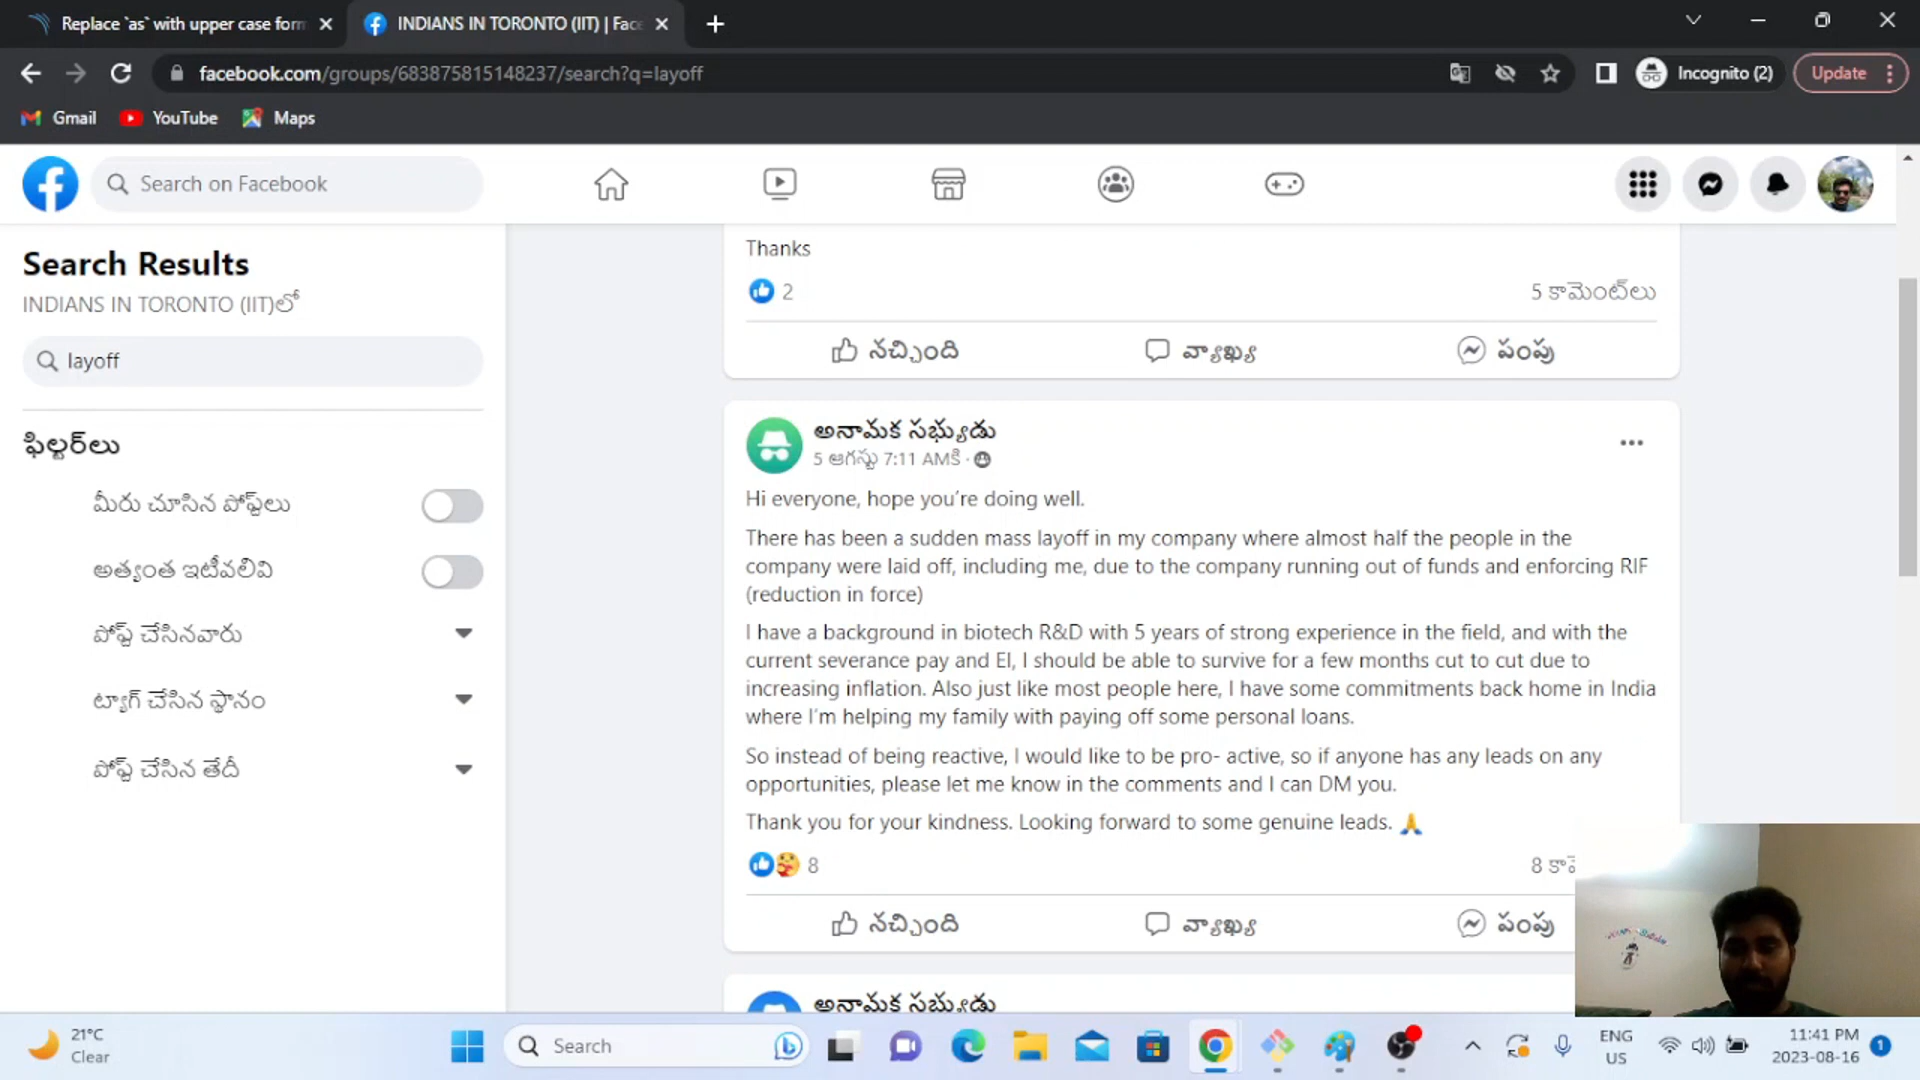 Replace `as` with upper case for
INDIANS IN TORONTO (IIT) | Face
facebook.com/groups/683875815148237/search?q=layoff
Incognito (2)
Update
Gmail
YouTube
Maps
Search on Facebook
Search Results
INDIANS IN TORONTO (IIT)లో
layoff
ఫిల్టర్‌లు
మీరు చూసిన పోస్ట్‌లు
అత్యంత ఇటీవలివి
పోస్ట్ చేసినవారు
ట్యాగ్ చేసిన స్థానం
పోస్ట్ చేసిన తేదీ
Thanks
2
5 కామెంట్‌లు
నచ్చింది
వ్యాఖ్య
పంపు
అనామక సభ్యుడు
5 ఆగస్టు 7:11 AMకి ·
Hi everyone, hope you’re doing well.
There has been a sudden mass layoff in my company where almost half the people in the
company were laid off, including me, due to the company running out of funds and enforcing RIF
(reduction in force)
I have a background in biotech R&D with 5 years of strong experience in the field, and with the
current severance pay and EI, I should be able to survive for a few months cut to cut due to
increasing inflation. Also just like most people here, I have some commitments back home in India
where I’m helping my family with paying off some personal loans.
So instead of being reactive, I would like to be pro- active, so if anyone has any leads on any
opportunities, please let me know in the comments and I can DM you.
Thank you for your kindness. Looking forward to some genuine leads. 🙏
8
8
నచ్చింది
వ్యాఖ్య
పంపు
అనామక సభ్యుడు
21°C
Clear
Search
ENG
US
11:41 PM
2023-08-16
1